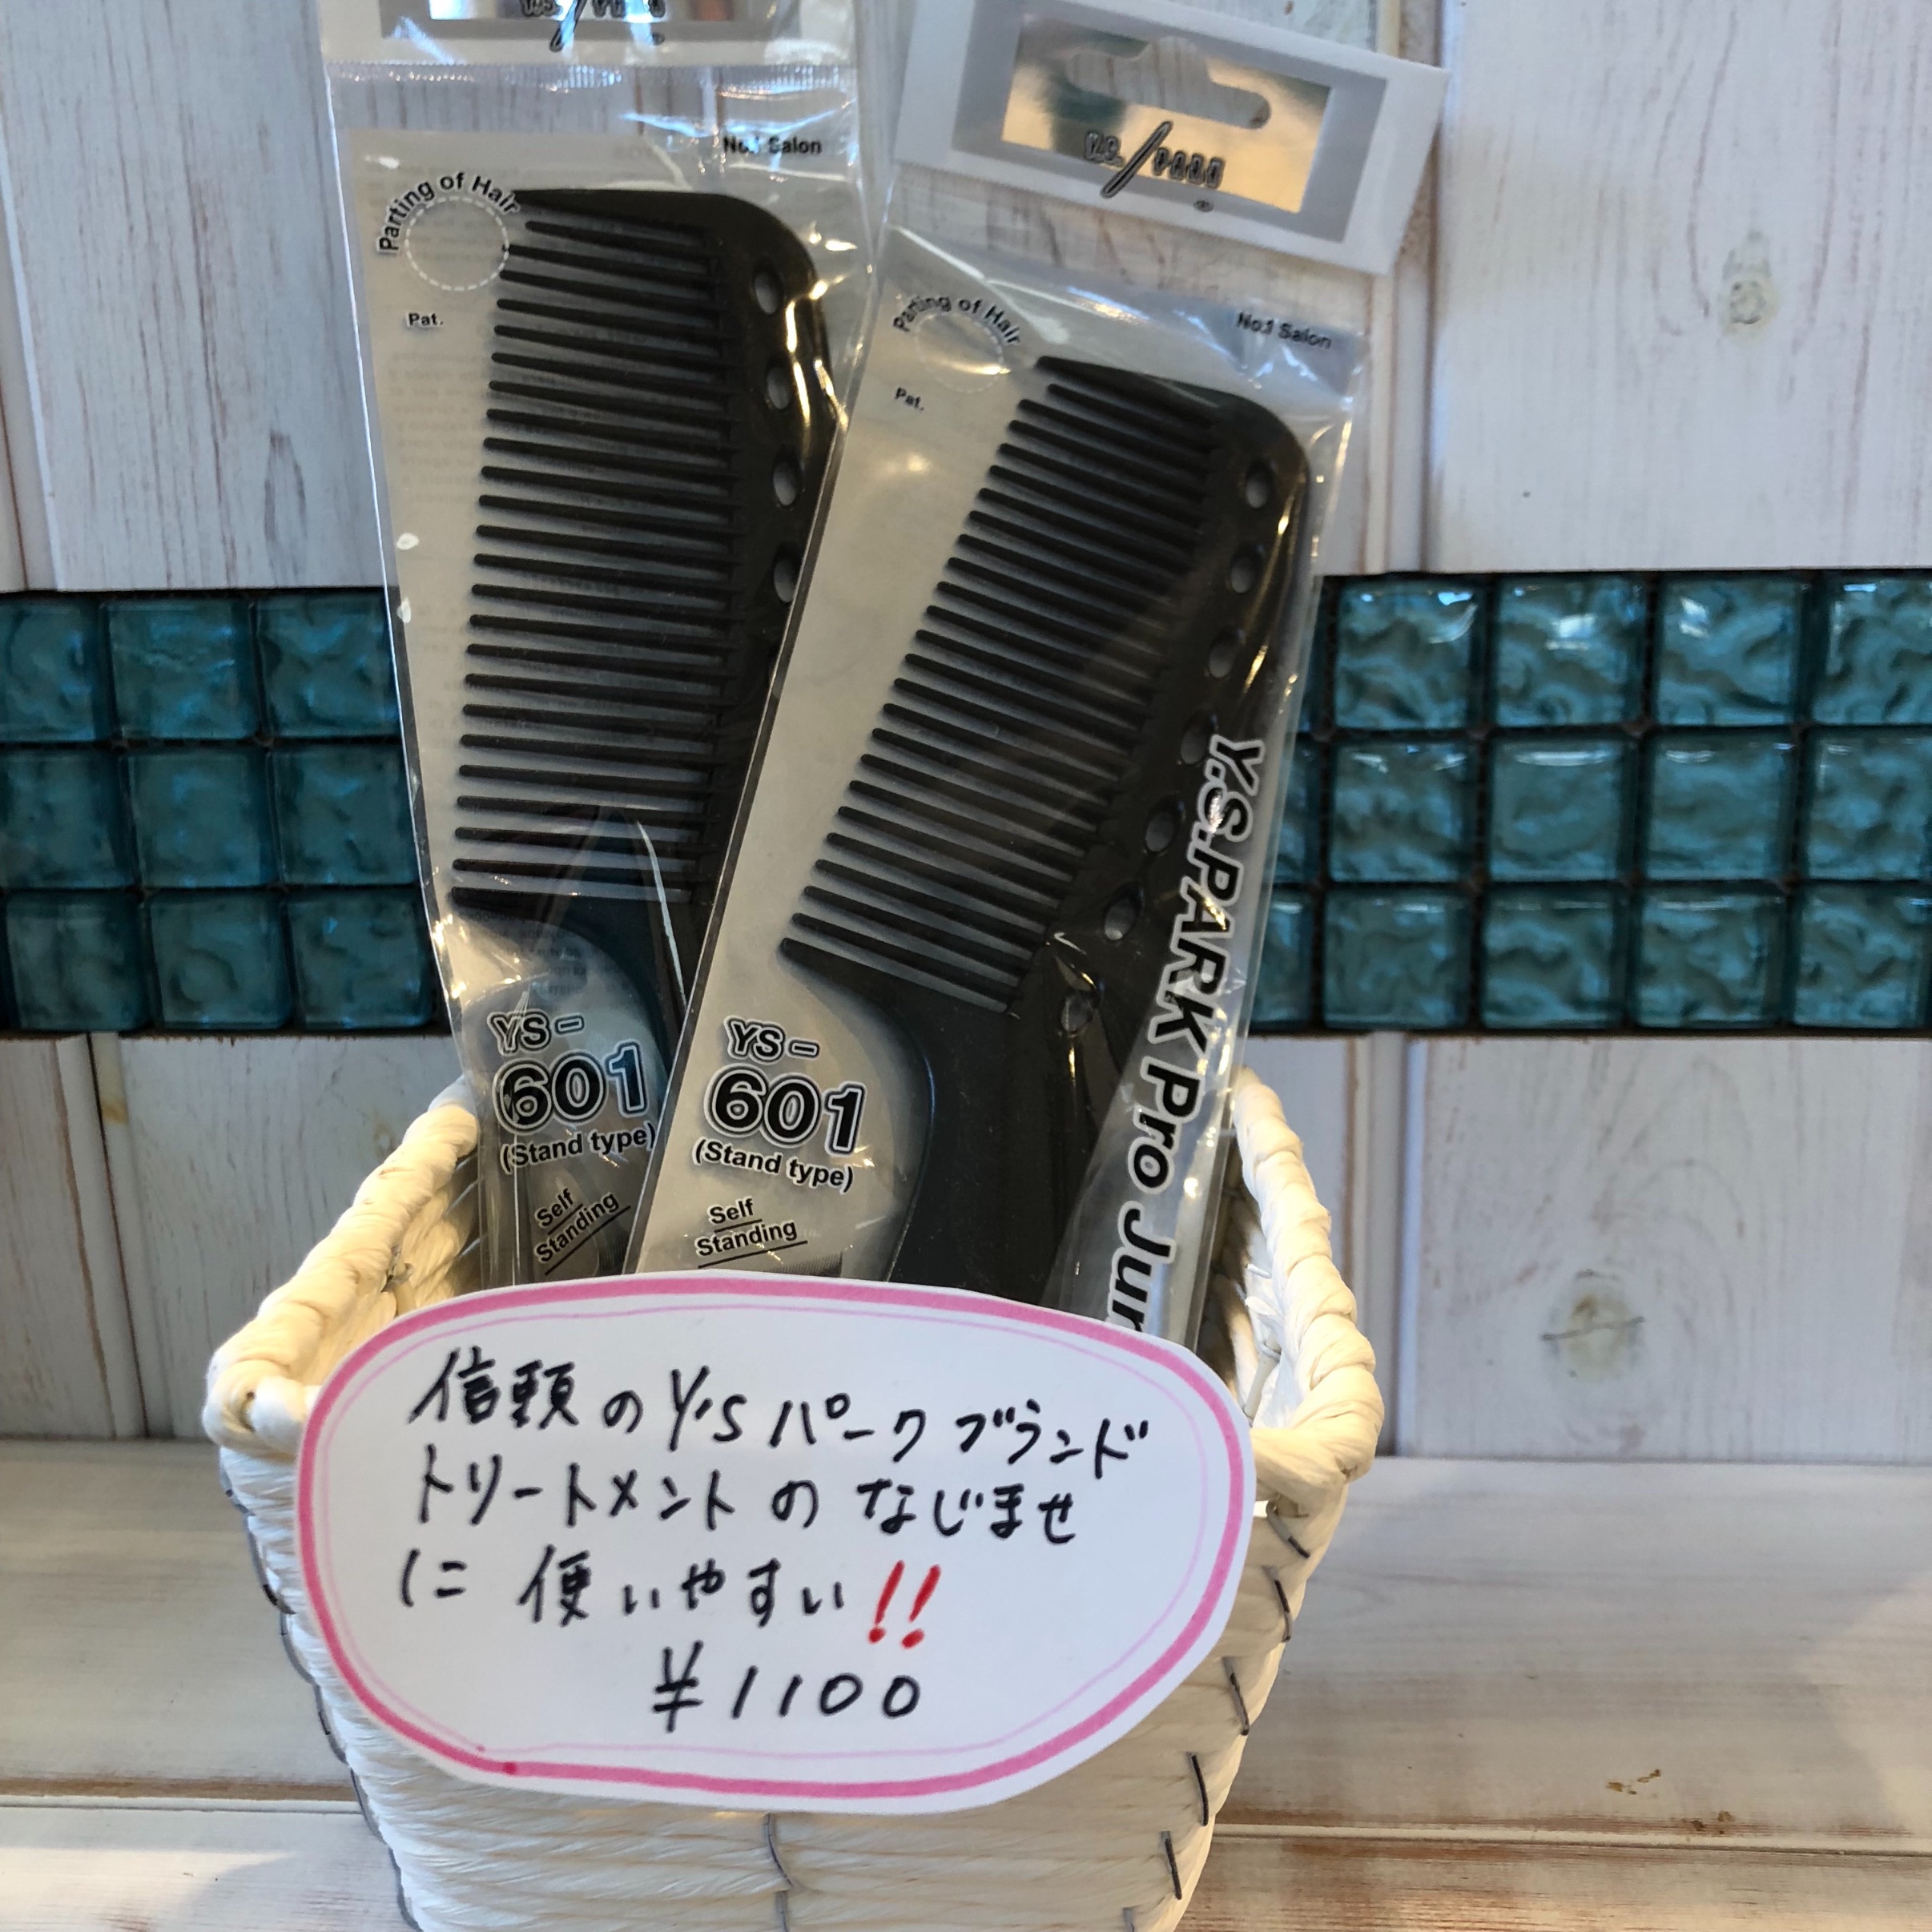 Y.S./PARK
No.1 Salon
Parting of Hair
Pat.
YS-
601
(Stand type)
Self
Standing
Y.S./PARK
No.1 Salon
Parting of Hair
Pat.
Y.S.PARK Pro Jun
YS-
601
(Stand type)
Self
Standing
信頼のY'Sパークブランド
トリートメントのなじませ
に使いやすい!!
¥1100